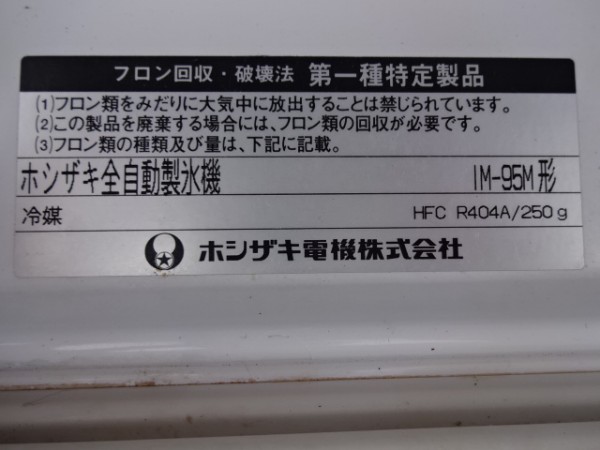 フロン回収・破壊法 第一種特定製品
(1)フロン類をみだりに大気中に放出することは禁じられています。
(2)この製品を廃棄する場合には、フロン類の回収が必要です。
(3)フロン類の種類及び量は、下記に記載。
ホシザキ全自動製氷機 IM-95M形
冷媒 HFC R404A/250g
ホシザキ電機株式会社